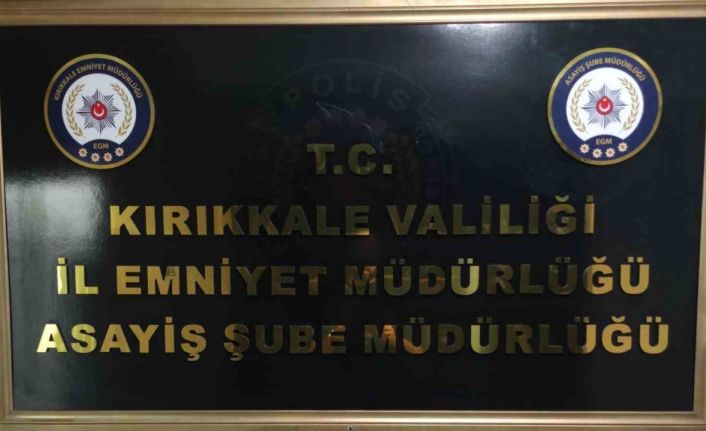 KIRIKKALE EMNİYET MÜDÜRLÜĞÜ
EGM
ASAYİŞ ŞUBE MÜDÜRLÜĞÜ
EGM
POLİS
T.C.
KIRIKKALE VALİLİĞİ
İL EMNİYET MÜDÜRLÜĞÜ
ASAYİŞ ŞUBE MÜDÜRLÜĞÜ